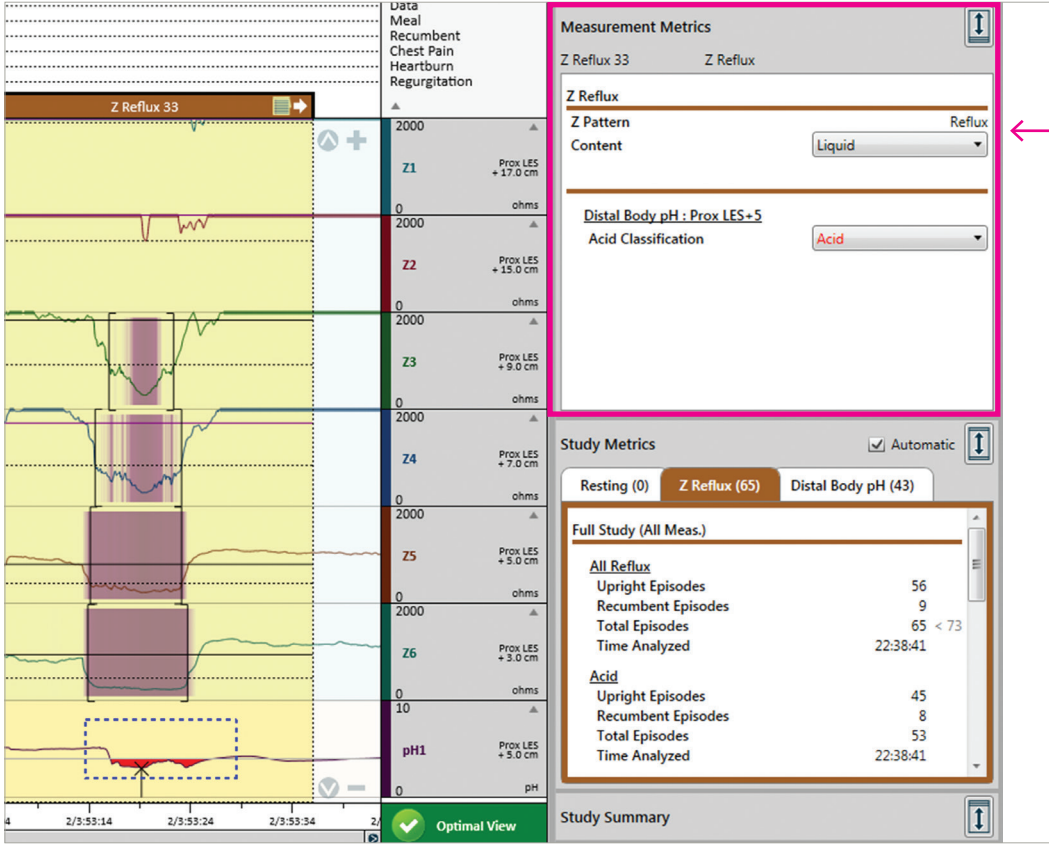 Data
Meal
Recumbent
Chest Pain
Heartburn
Regurgitation
Z Reflux 33
2000
Z1
Prox LES
+ 17.0 cm
0
ohms
2000
Z2
Prox LES
+ 15.0 cm
0
ohms
2000
Z3
Prox LES
+ 9.0 cm
0
ohms
2000
Z4
Prox LES
+ 7.0 cm
0
ohms
2000
Z5
Prox LES
+ 5.0 cm
0
ohms
2000
Z6
Prox LES
+ 3.0 cm
0
ohms
10
pH1
Prox LES
+ 5.0 cm
0
pH
4 2/3:53:14 2/3:53:24 2/3:53:34 2/
Optimal View
Measurement Metrics
Z Reflux 33 Z Reflux
Z Reflux
Z Pattern Reflux
Content Liquid
Distal Body pH : Prox LES+5
Acid Classification Acid
Study Metrics Automatic
Resting (0) Z Reflux (65) Distal Body pH (43)
Full Study (All Meas.)
All Reflux
Upright Episodes 56
Recumbent Episodes 9
Total Episodes 65 < 73
Time Analyzed 22:38:41
Acid
Upright Episodes 45
Recumbent Episodes 8
Total Episodes 53
Time Analyzed 22:38:41
Study Summary